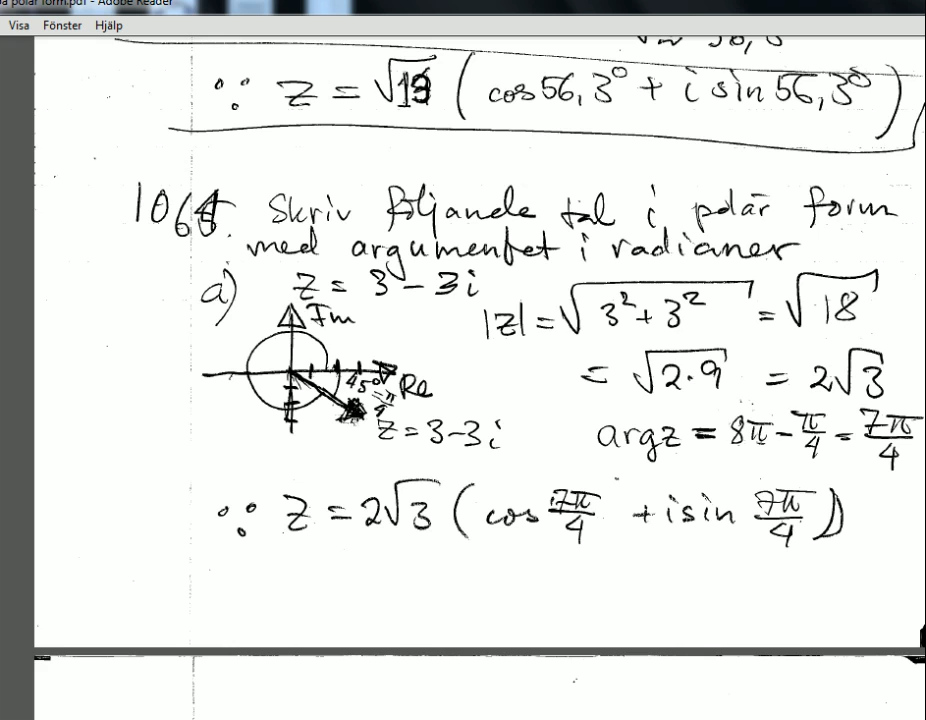 polär form.pdf - Adobe Reader
Visa Fönster Hjälp
∵ z = √13 (cos 56,3° + i sin 56,3°)
Skriv följande tal i polär form
med argumentet i radianer
a) z = 3 - 3i
Im
|z| = √(3² + 3²) = √18
45° = π/4 Re
= √(2·9) = 2√3
z = 3-3i
arg z = 8π - π/4 = 7π/4
∵ z = 2√3 (cos 7π/4 + i sin 7π/4)